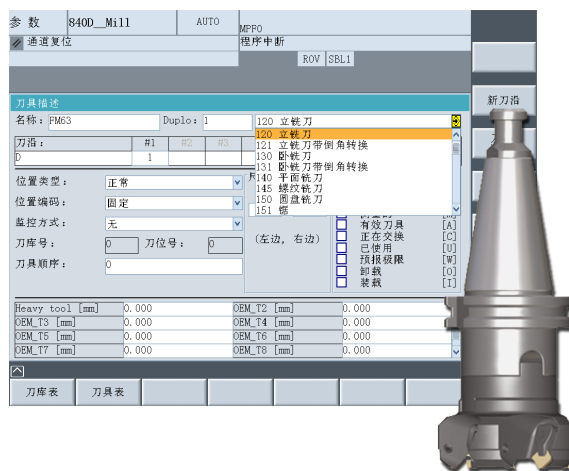 参 数 840D__Mill AUTO MPF0
通道复位 程序中断
ROV SBL1
刀具描述
新刀沿
名称: FM63 Duplo: 1 120 立铣刀
120 立铣刀
121 立铣刀带倒角转换
130 卧铣刀
131 卧铣刀带倒角转换
140 平面铣刀
145 螺纹铣刀
150 圆盘铣刀
151 锯
刀沿: #1 #2 #3
D 1
位置类型: 正常
位置编码: 固定
监控方式: 无
刀库号: 0 刀位号: 0
刀具顺序: 0
(左边, 右边)
有效刀具 [A]
正在交换 [C]
已使用 [U]
预报极限 [W]
卸载 [O]
装载 [I]
Heavy tool [mm] 0.000 OEM_T2 [mm] 0.000
OEM_T3 [mm] 0.000 OEM_T4 [mm] 0.000
OEM_T5 [mm] 0.000 OEM_T6 [mm] 0.000
OEM_T7 [mm] 0.000 OEM_T8 [mm] 0.000
刀库表 刀具表